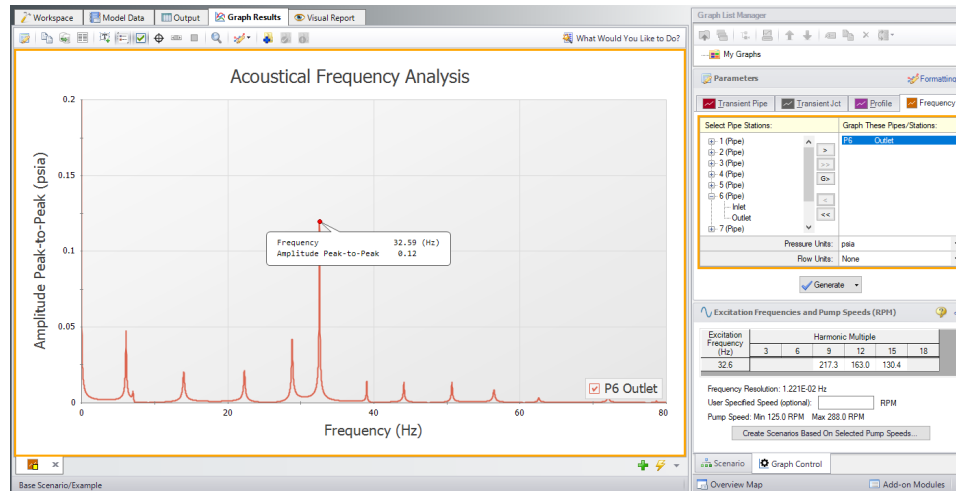 Workspace
Model Data
Output
Graph Results
Visual Report
What Would You Like to Do?
Acoustical Frequency Analysis
Amplitude Peak-to-Peak (psia)
0.2
0.15
0.1
0.05
0
Frequency 32.59 (Hz)
Amplitude Peak-to-Peak 0.12
P6 Outlet
0 20 40 60 80
Frequency (Hz)
Base Scenario/Example
Graph List Manager
My Graphs
Parameters
Formatting
Transient Pipe
Transient Jct
Profile
Frequency
Select Pipe Stations:
Graph These Pipes/Stations:
1 (Pipe)
2 (Pipe)
3 (Pipe)
4 (Pipe)
5 (Pipe)
6 (Pipe)
Inlet
Outlet
7 (Pipe)
>
>>
G>
<
<<
P6 Outlet
Pressure Units: psia
Flow Units: None
Generate
Excitation Frequencies and Pump Speeds (RPM)
Excitation Frequency (Hz)
Harmonic Multiple
3 6 9 12 15 18
32.6 217.3 163.0 130.4
Frequency Resolution: 1.221E-02 Hz
User Specified Speed (optional): RPM
Pump Speed: Min 125.0 RPM Max 288.0 RPM
Create Scenarios Based On Selected Pump Speeds...
Scenario
Graph Control
Overview Map
Add-on Modules